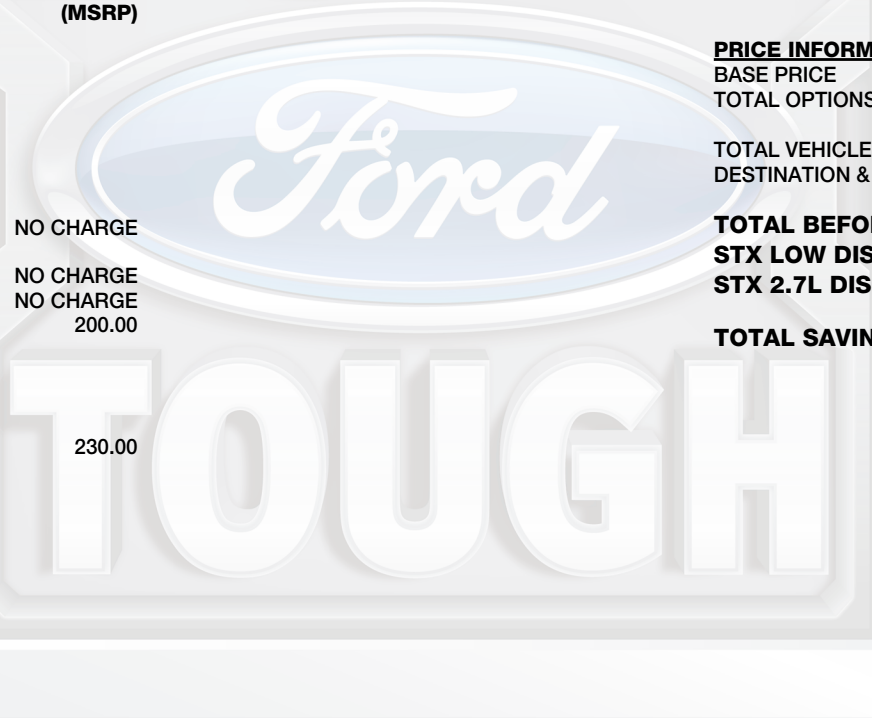 (MSRP)
NO CHARGE
NO CHARGE
NO CHARGE
200.00
230.00
PRICE INFORM
BASE PRICE
TOTAL OPTIONS
TOTAL VEHICLE
DESTINATION &
TOTAL BEFO
STX LOW DIS
STX 2.7L DIS
TOTAL SAVIN
Ford
TOUGH